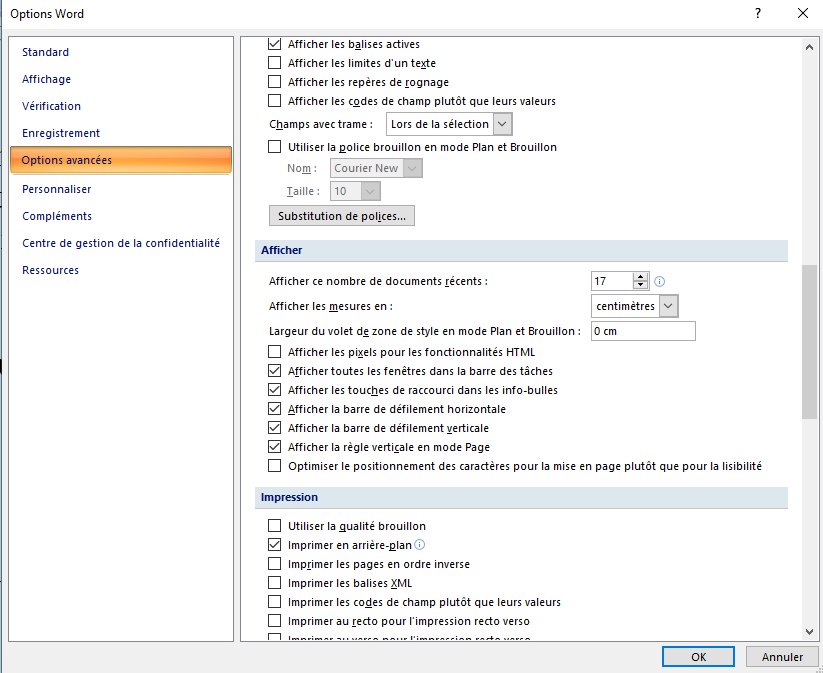 Options Word
?
Standard
Affichage
Vérification
Enregistrement
Options avancées
Personnaliser
Compléments
Centre de gestion de la confidentialité
Ressources
Afficher les balises actives
Afficher les limites d'un texte
Afficher les repères de rognage
Afficher les codes de champ plutôt que leurs valeurs
Champs avec trame : Lors de la sélection
Utiliser la police brouillon en mode Plan et Brouillon
Nom : Courier New
Taille : 10
Substitution de polices...
Afficher
Afficher ce nombre de documents récents : 17
Afficher les mesures en : centimètres
Largeur du volet de zone de style en mode Plan et Brouillon : 0 cm
Afficher les pixels pour les fonctionnalités HTML
Afficher toutes les fenêtres dans la barre des tâches
Afficher les touches de raccourci dans les info-bulles
Afficher la barre de défilement horizontale
Afficher la barre de défilement verticale
Afficher la règle verticale en mode Page
Optimiser le positionnement des caractères pour la mise en page plutôt que pour la lisibilité
Impression
Utiliser la qualité brouillon
Imprimer en arrière-plan
Imprimer les pages en ordre inverse
Imprimer les balises XML
Imprimer les codes de champ plutôt que leurs valeurs
Imprimer au recto pour l'impression recto verso
Imprimer au verso pour l'impression recto verso
OK Annuler